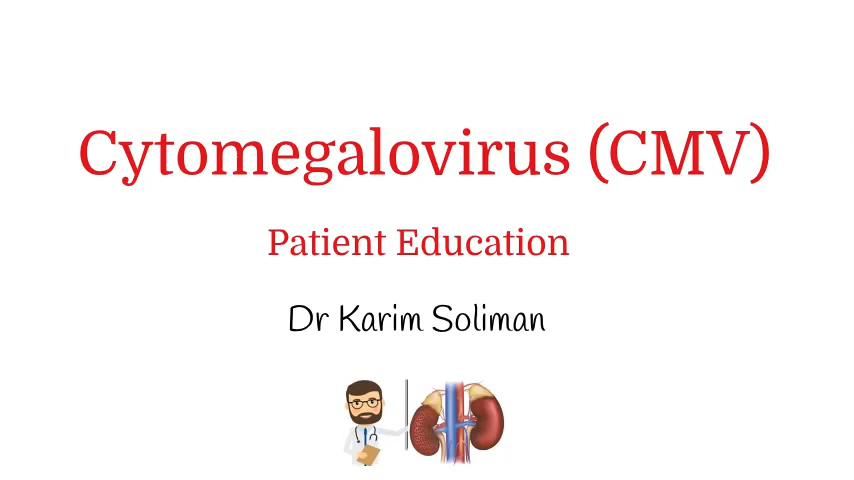 Cytomegalovirus (CMV)
Patient Education
Dr Karim Soliman